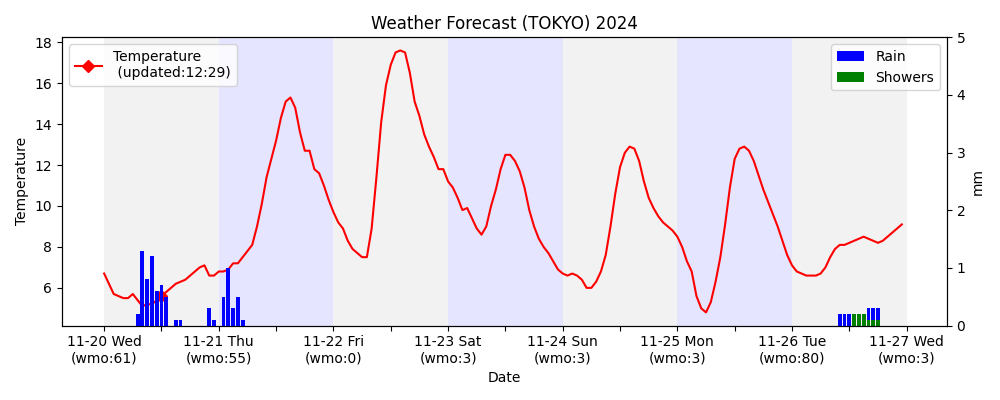 Weather Forecast (TOKYO) 2024
Temperature
(updated:12:29)
Rain
Showers
18
16
14
12
10
8
6
Temperature
5
4
3
2
1
0
mm
11-20 Wed
(wmo:61)
11-21 Thu
(wmo:55)
11-22 Fri
(wmo:0)
11-23 Sat
(wmo:3)
11-24 Sun
(wmo:3)
11-25 Mon
(wmo:3)
11-26 Tue
(wmo:80)
11-27 Wed
(wmo:3)
Date